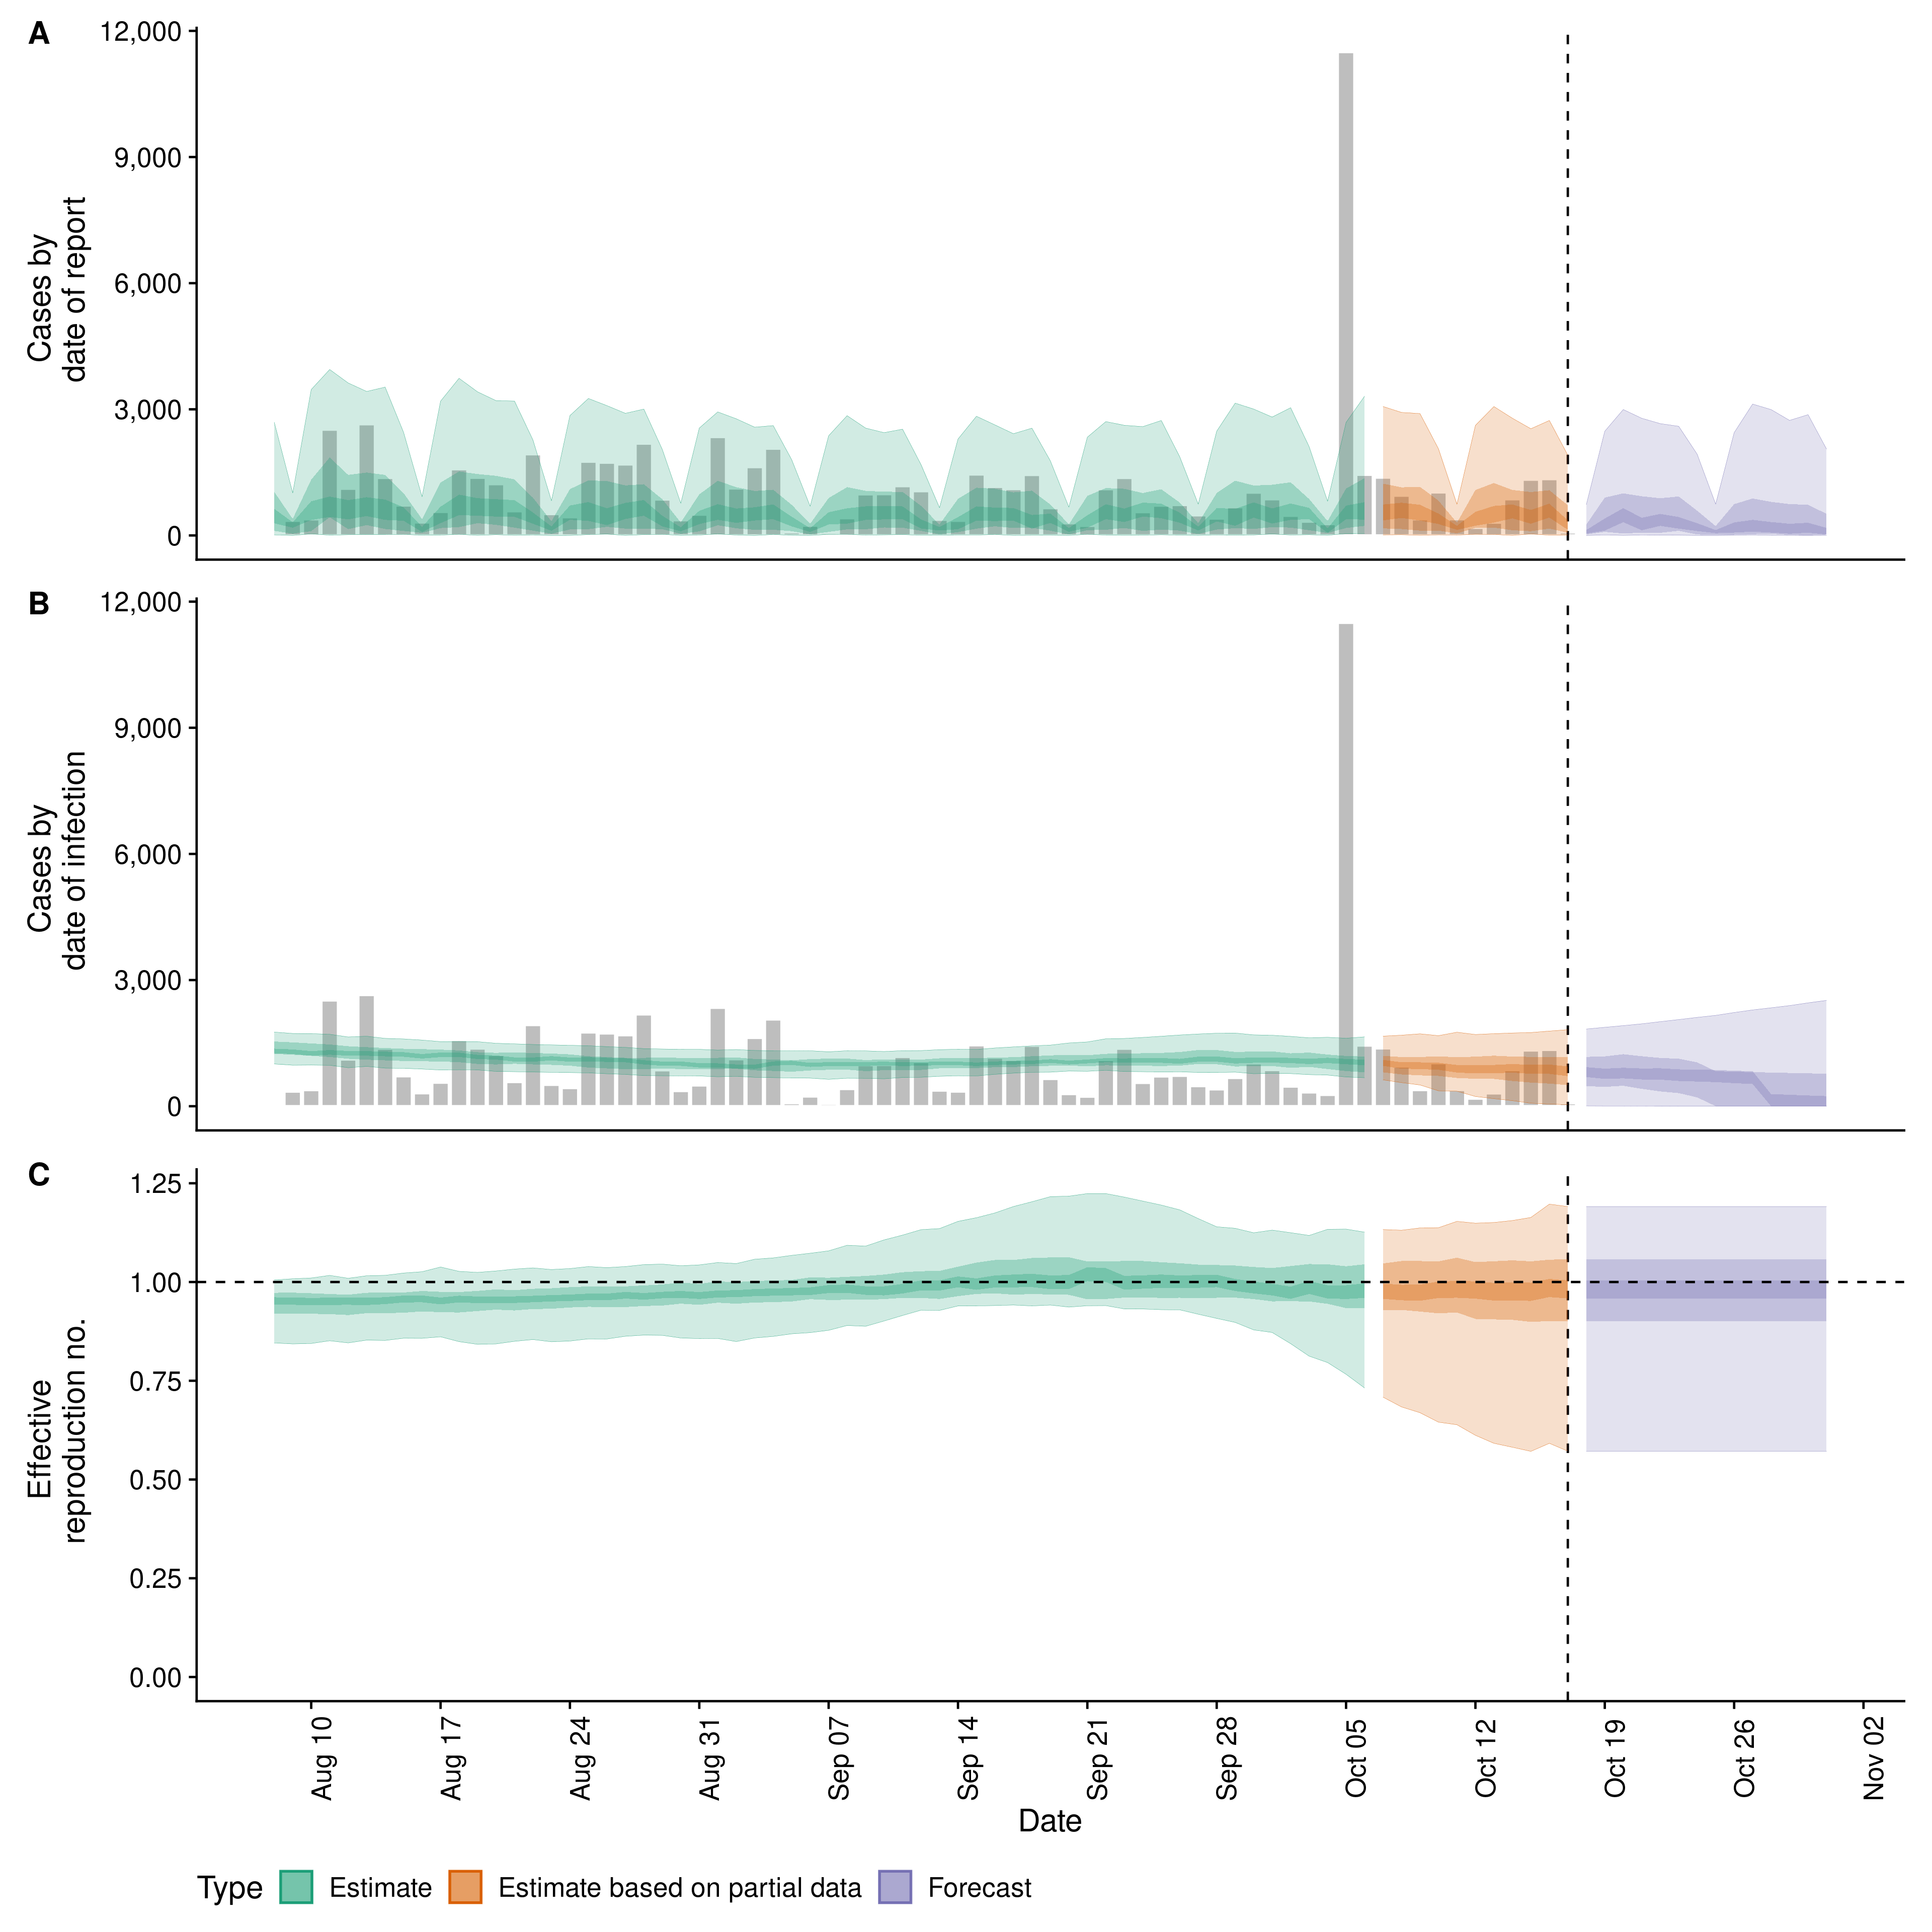 A
12,000
9,000
6,000
3,000
0
Cases by
date of report
B
12,000
9,000
6,000
3,000
0
Cases by
date of infection
C
1.25
1.00
0.75
0.50
0.25
0.00
Effective
reproduction no.
Aug 10
Aug 17
Aug 24
Aug 31
Sep 07
Sep 14
Sep 21
Sep 28
Oct 05
Oct 12
Oct 19
Oct 26
Nov 02
Date
Type Estimate Estimate based on partial data Forecast